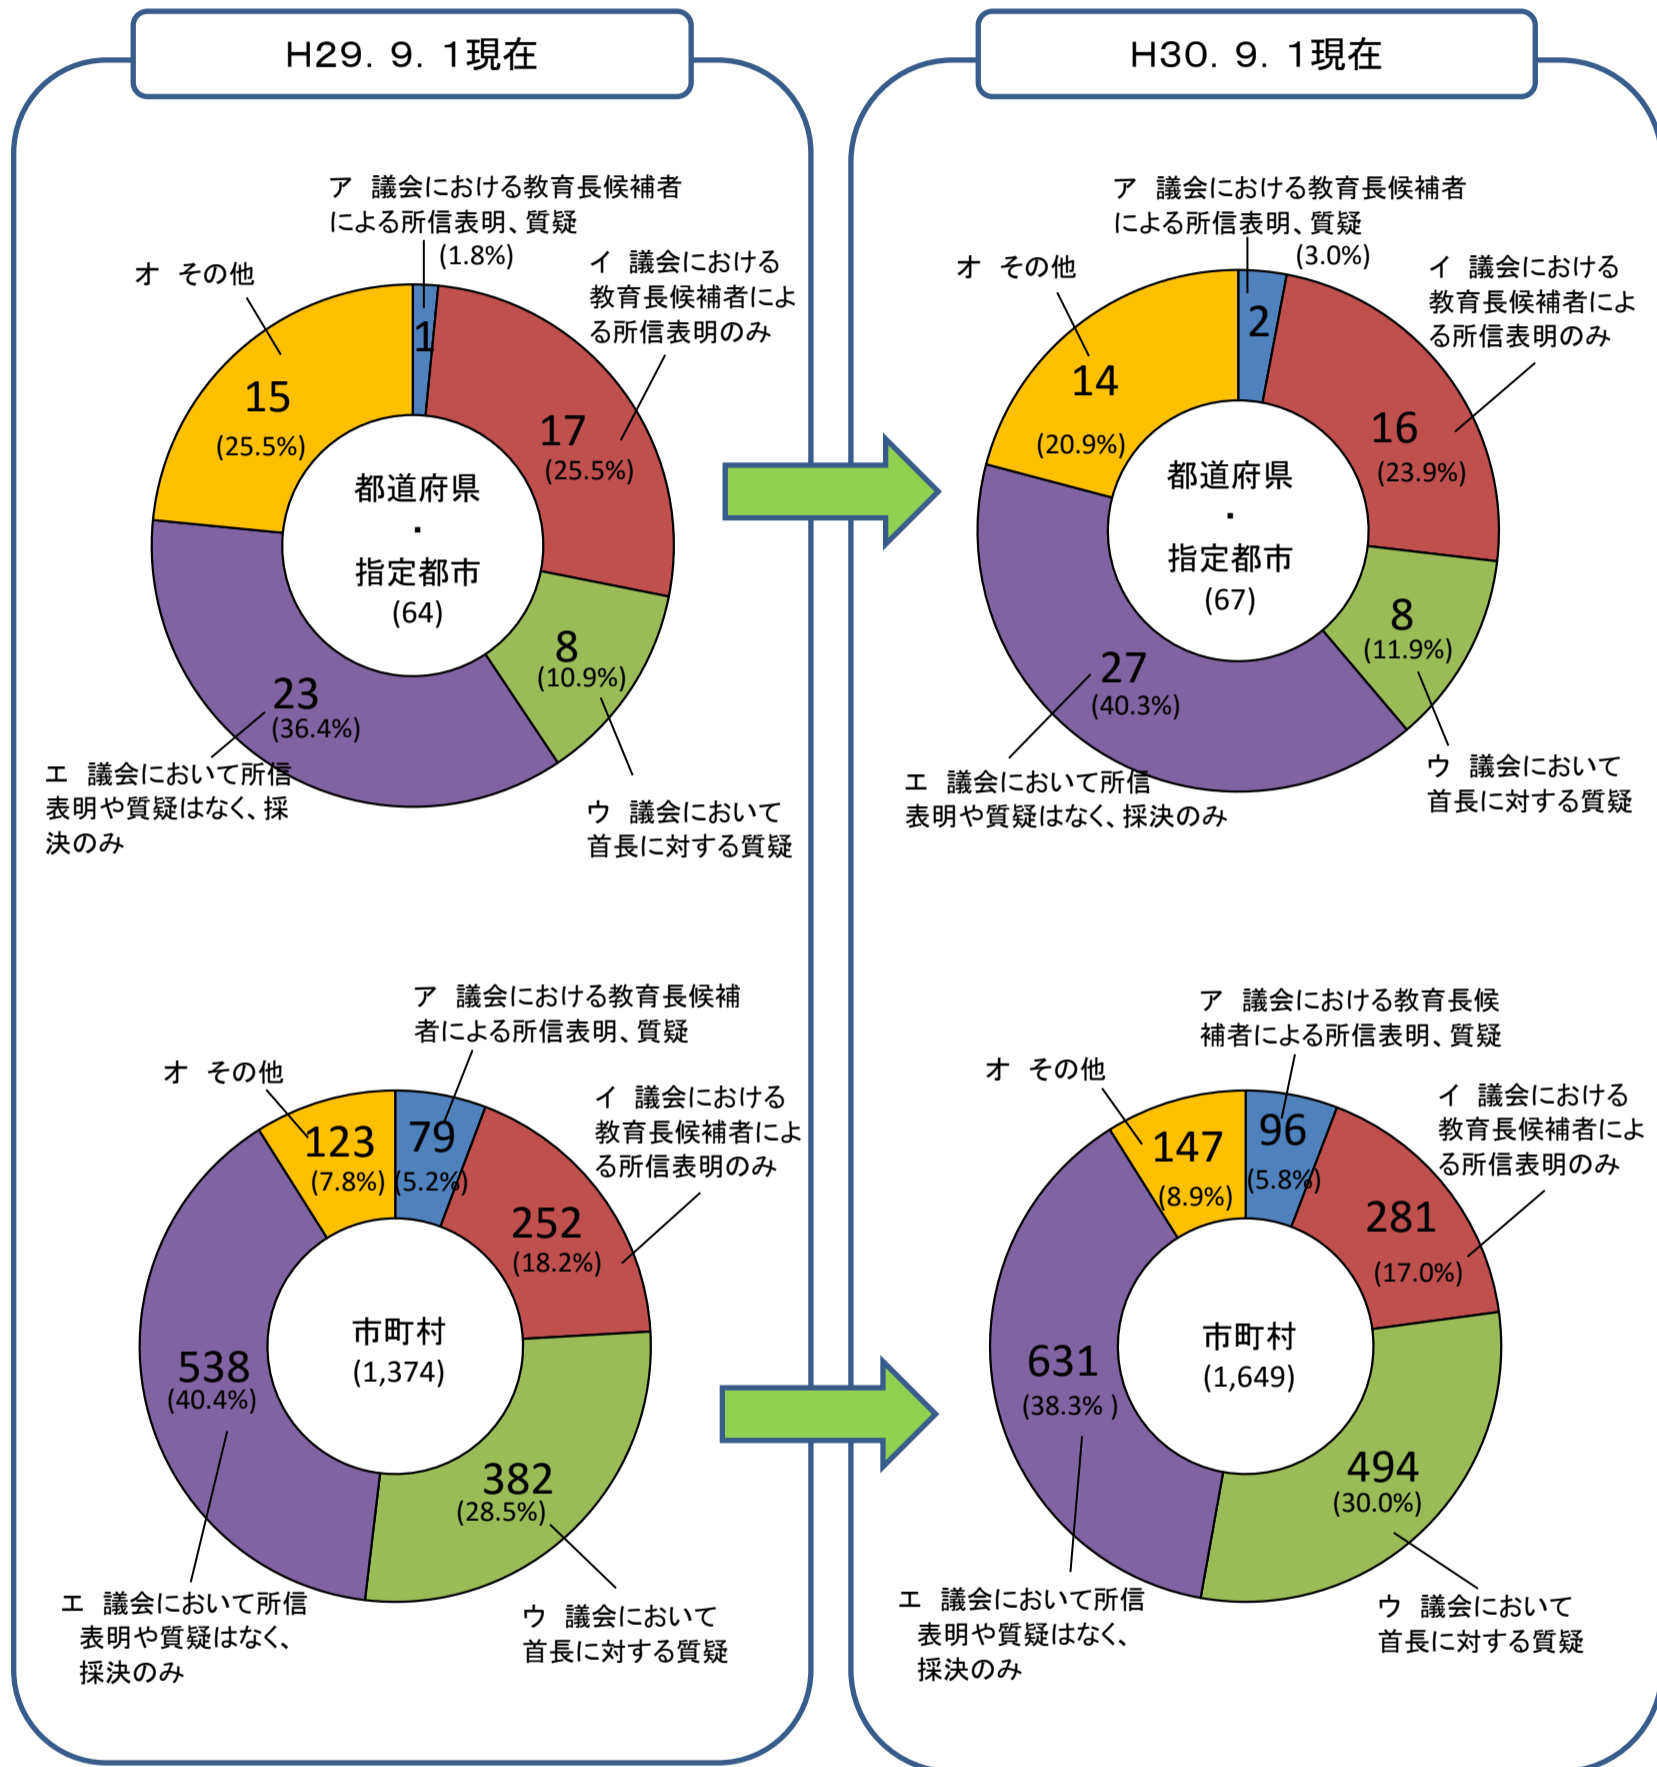 H29．9．1現在
ア　議会における教育長候補者
による所信表明、質疑
(1.8%)
イ　議会における
教育長候補者によ
る所信表明のみ
オ　その他
1
15
(25.5%)
17
(25.5%)
都道府県
・
指定都市
(64)
8
(10.9%)
23
(36.4%)
エ　議会において所信
表明や質疑はなく、採
決のみ
ウ　議会において
首長に対する質疑
ア　議会における教育長候補
者による所信表明、質疑
オ　その他
イ　議会における
教育長候補者によ
る所信表明のみ
123
(7.8%)
79
(5.2%)
252
(18.2%)
市町村
(1,374)
538
(40.4%)
382
(28.5%)
エ　議会において所信
表明や質疑はなく、
採決のみ
ウ　議会において
首長に対する質疑
H30．9．1現在
ア　議会における教育長候補者
による所信表明、質疑
(3.0%)
イ　議会における
教育長候補者によ
る所信表明のみ
オ　その他
2
14
(20.9%)
16
(23.9%)
都道府県
・
指定都市
(67)
8
(11.9%)
27
(40.3%)
エ　議会において所信
表明や質疑はなく、採決のみ
ウ　議会において
首長に対する質疑
ア　議会における教育長候
補者による所信表明、質疑
オ　その他
イ　議会における
教育長候補者によ
る所信表明のみ
147
(8.9%)
96
(5.8%)
281
(17.0%)
市町村
(1,649)
631
(38.3% )
494
(30.0%)
エ　議会において所信
表明や質疑はなく、
採決のみ
ウ　議会において
首長に対する質疑